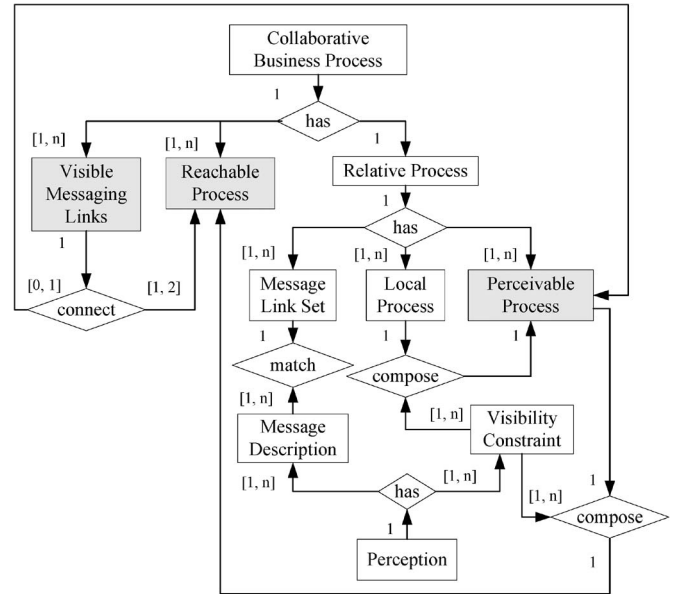 Collaborative
Business Process
1
has
[1, n]
[1, n]
1
Visible
Messaging
Links
Reachable
Process
Relative Process
1
1
has
[1, n]
[1, n]
[1, n]
Message
Link Set
Local
Process
Perceivable
Process
[0, 1]
[1, 2]
connect
1
1
1
match
compose
[1, n]
[1, n]
Message
Description
Visibility
Constraint
[1, n]
[1, n]
1
[1, n]
has
compose
1
1
Perception